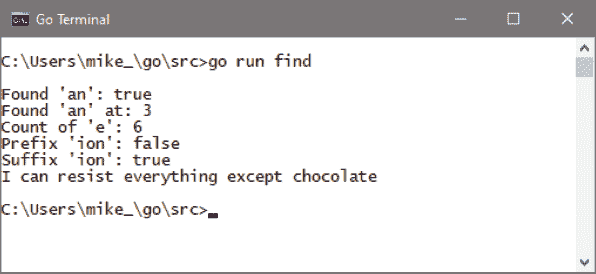 Go Terminal
C:\Users\mike_\go\src>go run find
Found 'an': true
Found 'an' at: 3
Count of 'e': 6
Prefix 'ion': false
Suffix 'ion': true
I can resist everything except chocolate
C:\Users\mike_\go\src>